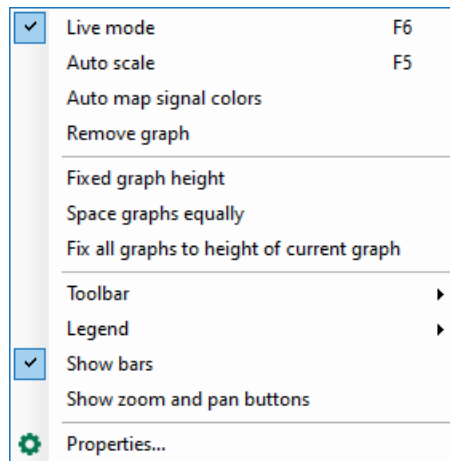 Live mode F6
Auto scale F5
Auto map signal colors
Remove graph
Fixed graph height
Space graphs equally
Fix all graphs to height of current graph
Toolbar
Legend
Show bars
Show zoom and pan buttons
Properties...